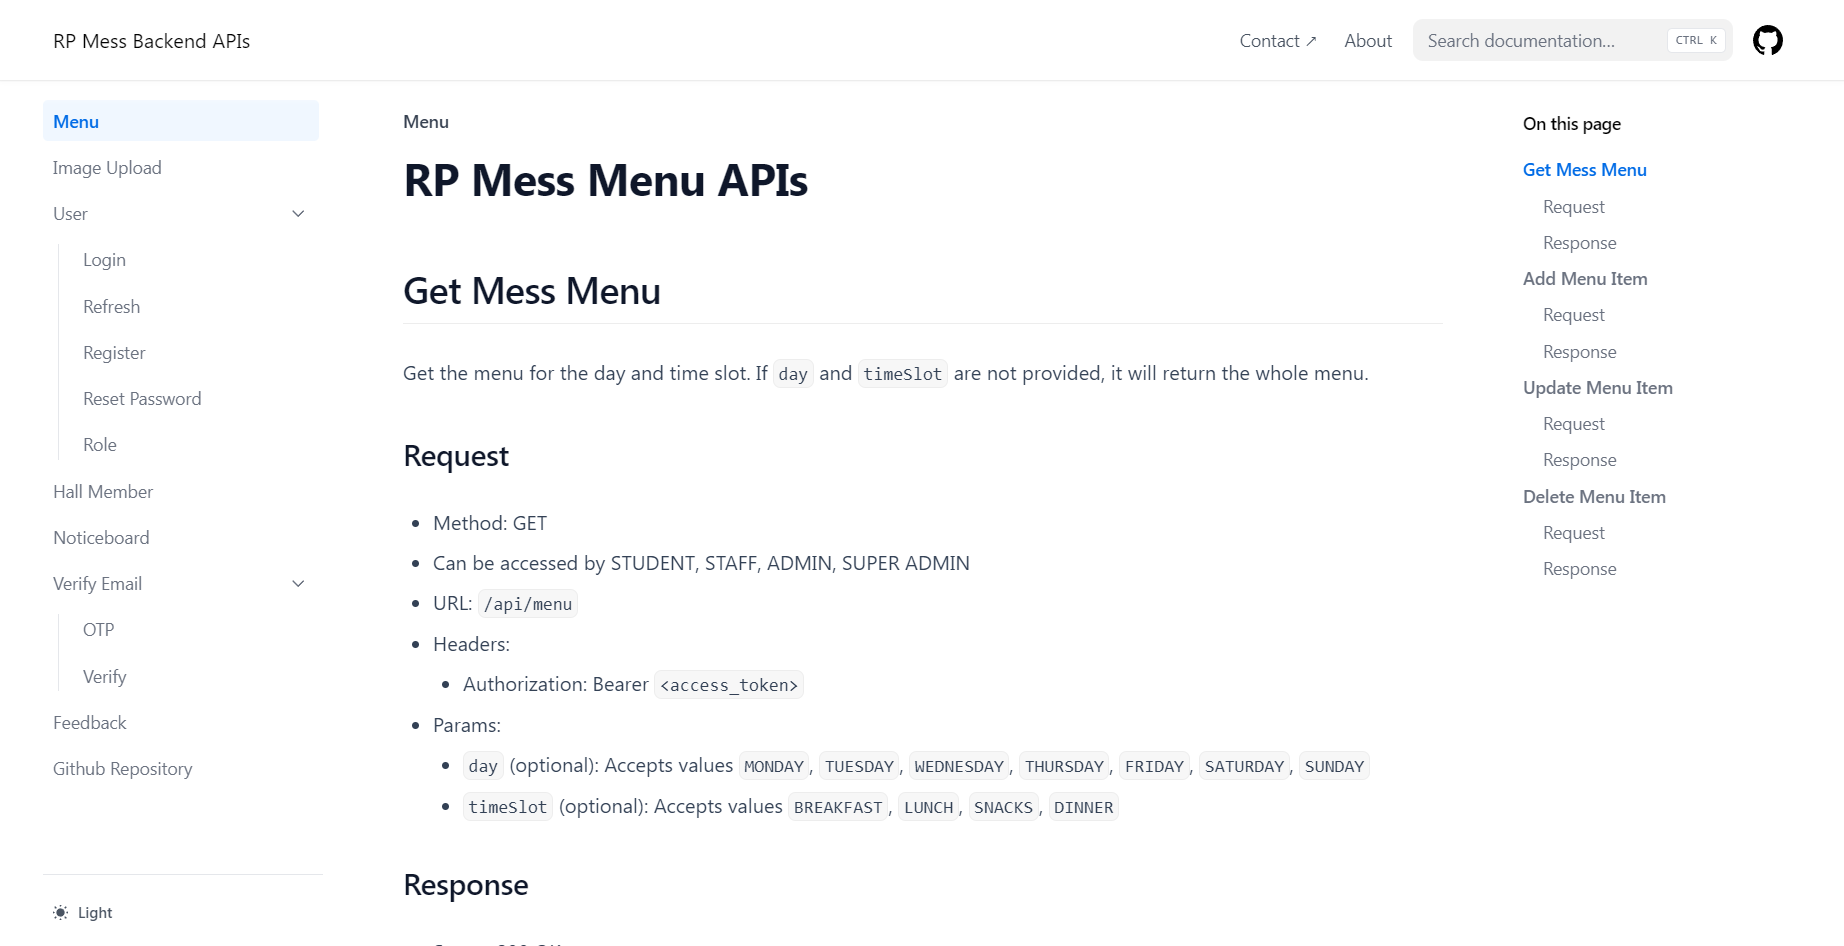 RP Mess Backend APIs
Contact ↗
About
Search documentation...
CTRL K
Menu
Image Upload
User
Login
Refresh
Register
Reset Password
Role
Hall Member
Noticeboard
Verify Email
OTP
Verify
Feedback
Github Repository
Light
Menu
RP Mess Menu APIs
Get Mess Menu
Get the menu for the day and time slot. If day and timeSlot are not provided, it will return the whole menu.
Request
• Method: GET
• Can be accessed by STUDENT, STAFF, ADMIN, SUPER ADMIN
• URL: /api/menu
• Headers:
• Authorization: Bearer <access_token>
• Params:
• day (optional): Accepts values MONDAY, TUESDAY, WEDNESDAY, THURSDAY, FRIDAY, SATURDAY, SUNDAY
• timeSlot (optional): Accepts values BREAKFAST, LUNCH, SNACKS, DINNER
Response
On this page
Get Mess Menu
Request
Response
Add Menu Item
Request
Response
Update Menu Item
Request
Response
Delete Menu Item
Request
Response